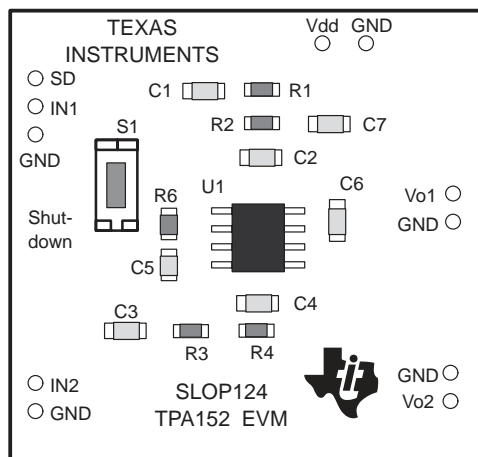 TEXAS
INSTRUMENTS
Vdd GND
SD
IN1
GND
C1
R1
R2
C7
S1
C2
U1
C6
R6
Vo1
GND
Shut-
down
C5
C4
C3
R3
R4
IN2
GND
SLOP124
TPA152 EVM
GND
Vo2
ti